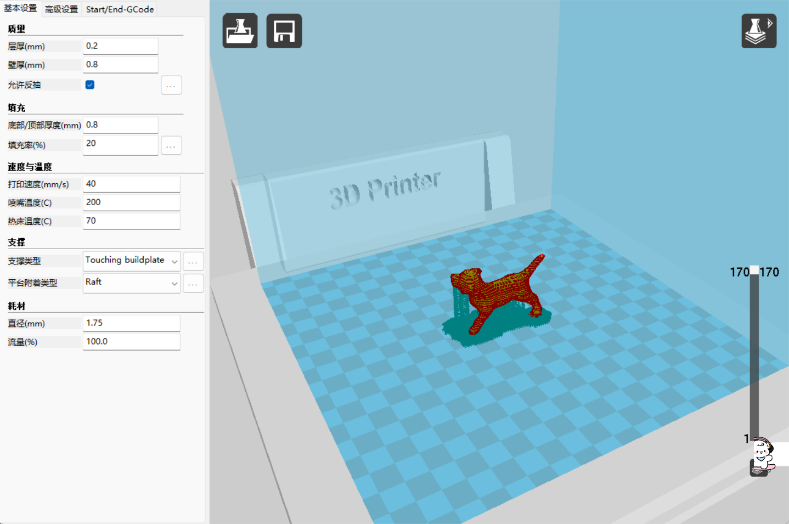 基本设置 高级设置 Start/End-GCode
质量
层厚(mm) 0.2
壁厚(mm) 0.8
允许反抽 ...
填充
底部/顶部厚度(mm) 0.8
填充率(%) 20 ...
速度与温度
打印速度(mm/s) 40
喷嘴温度(C) 200
热床温度(C) 70
支撑
支撑类型 Touching buildplate ...
平台附着类型 Raft ...
耗材
直径(mm) 1.75
流量(%) 100.0
3D Printer
170 170
1